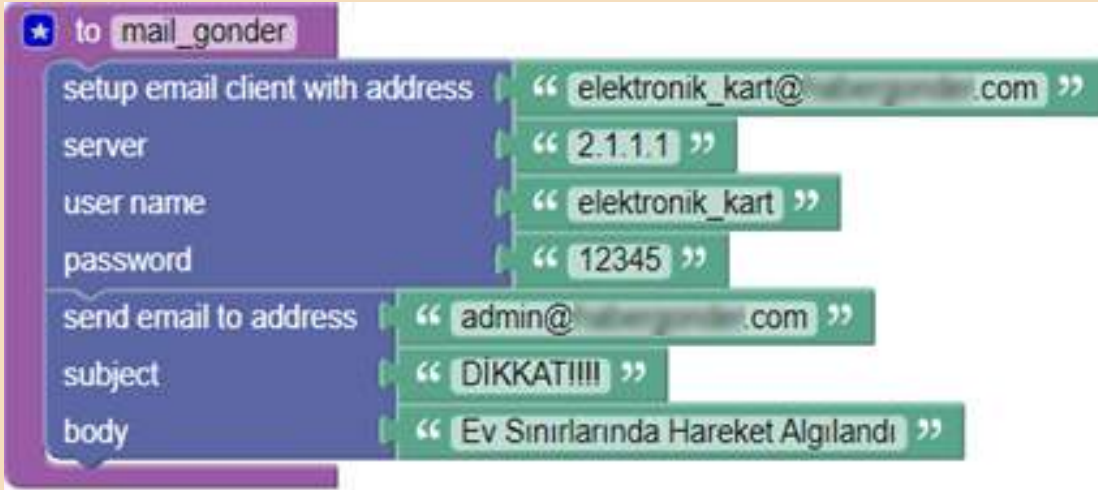 to mail_gonder
setup email client with address “ elektronik_kart@ .com ”
server “ 2.1.1.1 ”
user name “ elektronik_kart ”
password “ 12345 ”
send email to address “ admin@ .com ”
subject “ DİKKAT!!!! ”
body “ Ev Sınırlarında Hareket Algılandı ”